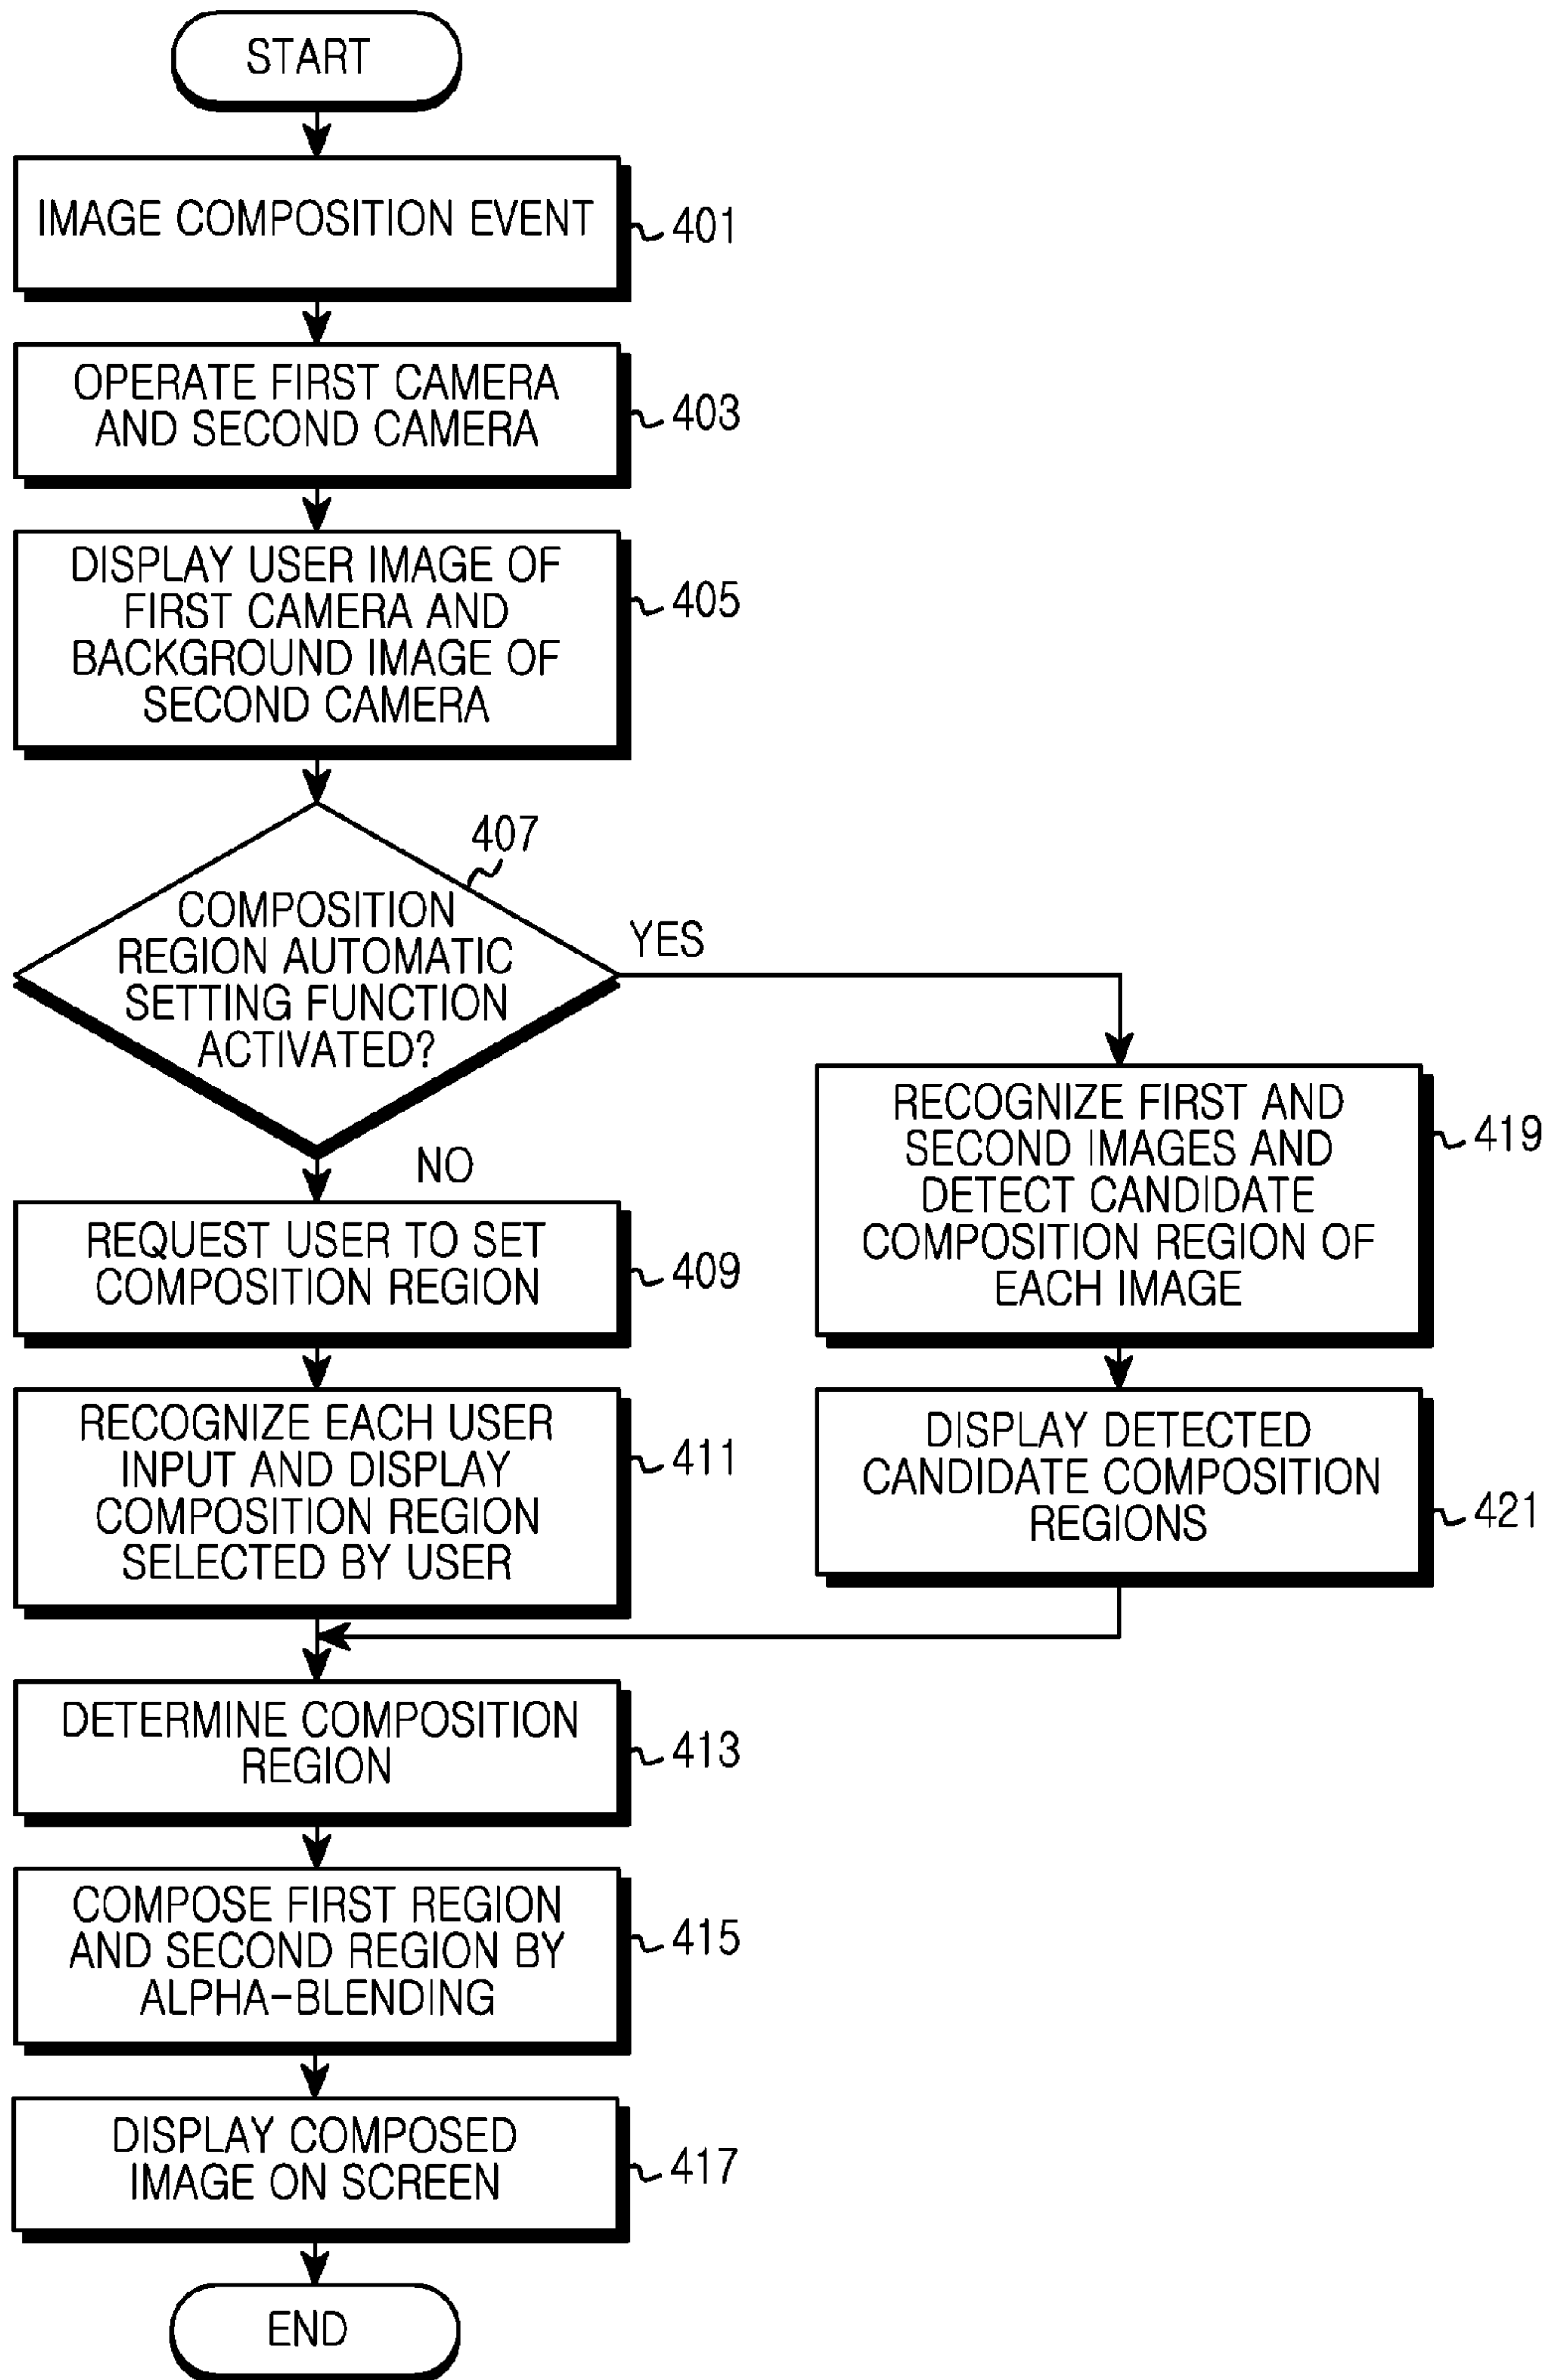 START
IMAGE COMPOSITION EVENT
401
OPERATE FIRST CAMERA
AND SECOND CAMERA
403
DISPLAY USER IMAGE OF
FIRST CAMERA AND
BACKGROUND IMAGE OF
SECOND CAMERA
405
407
COMPOSITION
REGION AUTOMATIC
SETTING FUNCTION
ACTIVATED?
YES
NO
REQUEST USER TO SET
COMPOSITION REGION
409
RECOGNIZE EACH USER
INPUT AND DISPLAY
COMPOSITION REGION
SELECTED BY USER
411
RECOGNIZE FIRST AND
SECOND IMAGES AND
DETECT CANDIDATE
COMPOSITION REGION OF
EACH IMAGE
419
DISPLAY DETECTED
CANDIDATE COMPOSITION
REGIONS
421
DETERMINE COMPOSITION
REGION
413
COMPOSE FIRST REGION
AND SECOND REGION BY
ALPHA-BLENDING
415
DISPLAY COMPOSED
IMAGE ON SCREEN
417
END